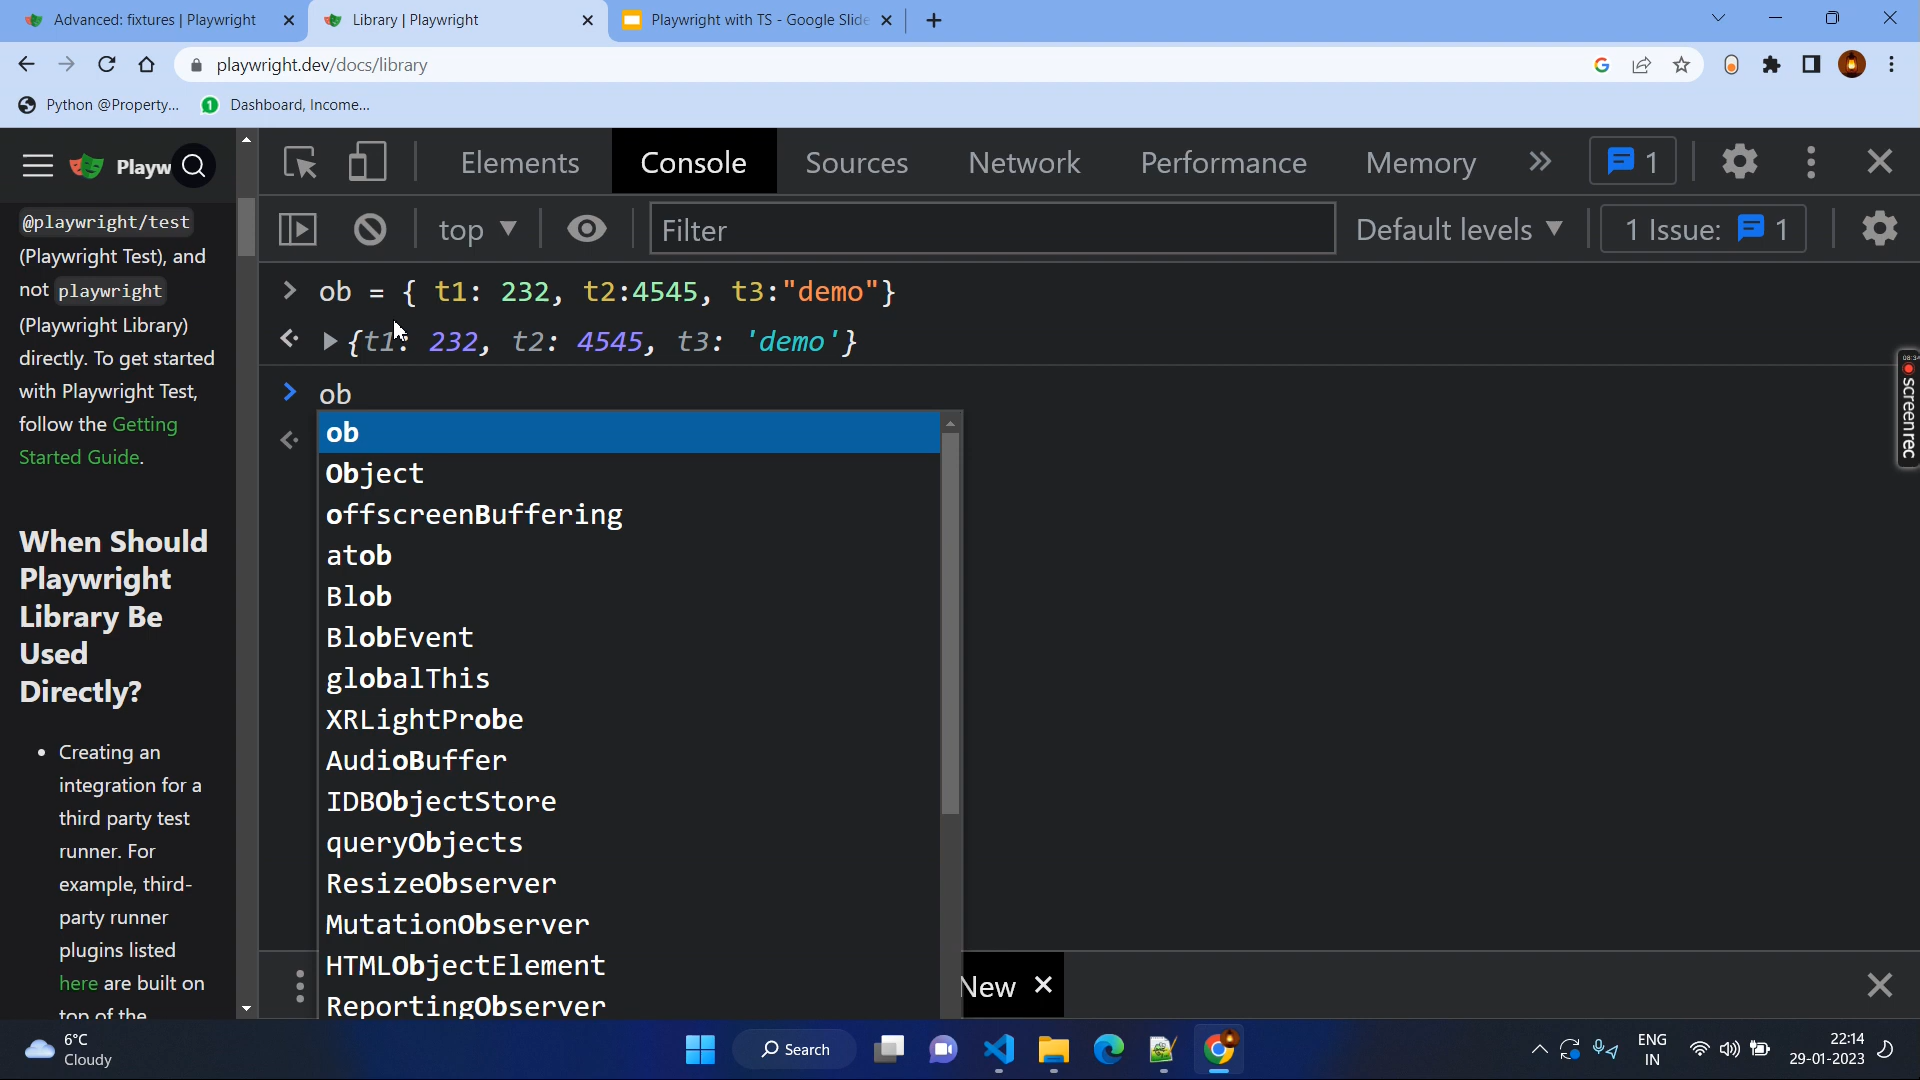 Advanced: fixtures | Playwright
Library | Playwright
Playwright with TS - Google Slide
playwright.dev/docs/library
Python @Property...
Dashboard, Income...
Playw
Elements
Console
Sources
Network
Performance
Memory
1
top
Filter
Default levels
1 Issue: 1
@playwright/test
(Playwright Test), and
not playwright
(Playwright Library)
directly. To get started
with Playwright Test,
follow the Getting
Started Guide.
When Should
Playwright
Library Be
Used
Directly?
Creating an
integration for a
third party test
runner. For
example, third-
party runner
plugins listed
here are built on
top of the
> ob = { t1: 232, t2:4545, t3:"demo"}
{t1: 232, t2: 4545, t3: 'demo'}
> ob
ob
Object
offscreenBuffering
atob
Blob
BlobEvent
globalThis
XRLightProbe
AudioBuffer
IDBObjectStore
queryObjects
ResizeObserver
MutationObserver
HTMLObjectElement
ReportingObserver
New
screenrec
6°C
Cloudy
Search
ENG
IN
22:14
29-01-2023